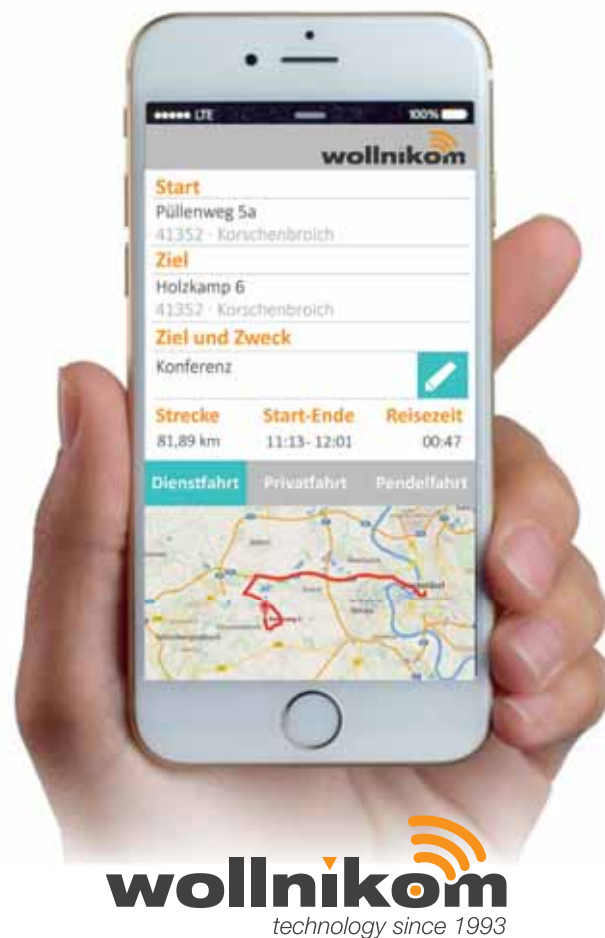 LTE
100%
wollnikom
Start
Püllenweg 5a
41352 · Korschenbroich
Ziel
Holzkamp 6
41352 · Korschenbroich
Ziel und Zweck
Konferenz
Strecke Start-Ende Reisezeit
81,89 km 11:13- 12:01 00:47
Dienstfahrt Privatfahrt Pendelfahrt
wollnikom
technology since 1993